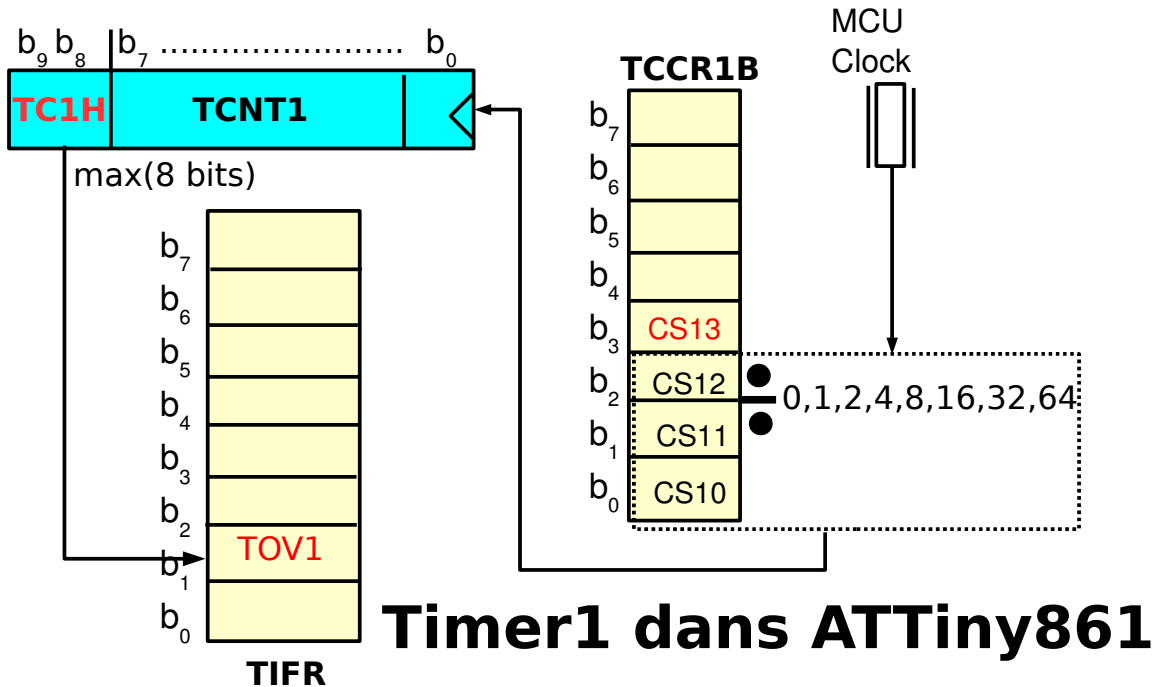 MCU
Clock
b9 b8 b7 .............................. b0
TC1H TCNT1
max(8 bits)
TCCR1B
b7
b6
b5
b4
b3 CS13
b2 CS12
b1 CS11
b0 CS10
0,1,2,4,8,16,32,64
b7
b6
b5
b4
b3
b2
b1 TOV1
b0
TIFR
Timer1 dans ATTiny861